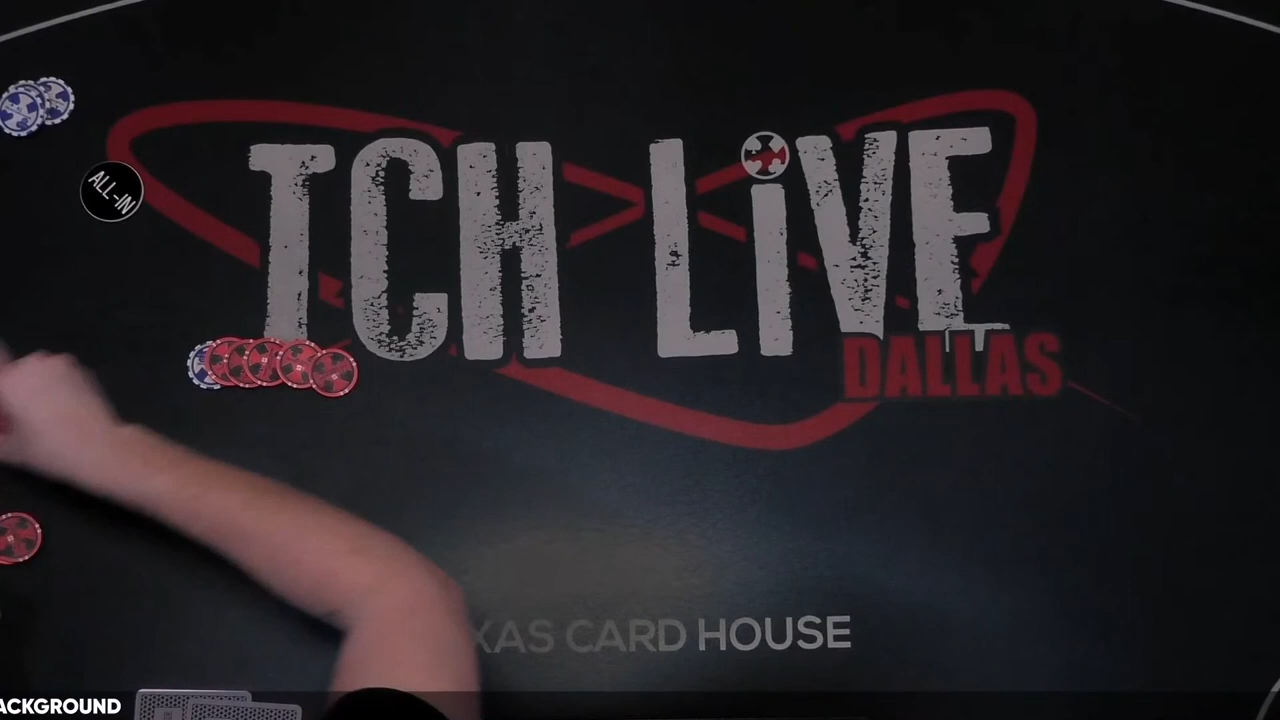 ALL-IN
TCH LiVE
DALLAS
XAS CARD HOUSE
ACKGROUND